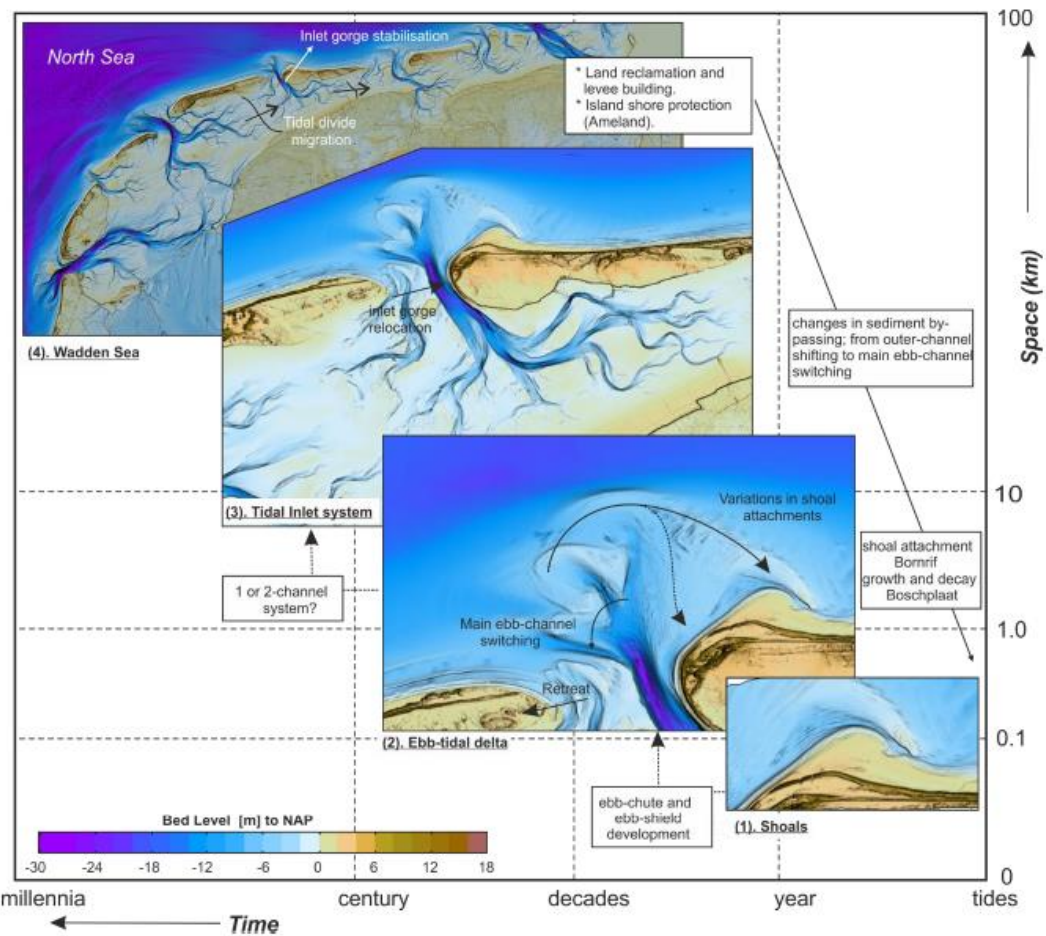 North Sea
Inlet gorge stabilisation
Tidal divide
migration
(4). Wadden Sea
* Land reclamation and
levee building.
* Island shore protection
(Ameland).
100
Space (km)
Inlet gorge
relocation
(3). Tidal Inlet system
changes in sediment by-
passing; from outer-channel
shifting to main ebb-channel
switching
10
Variations in shoal
attachments
shoal attachment
Bornrif
growth and decay
Boschplaat
1 or 2-channel
system?
Main ebb-channel
switching
1.0
Retreat
(2). Ebb-tidal delta
0.1
ebb-chute and
ebb-shield
development
(1). Shoals
Bed Level [m] to NAP
-30 -24 -18 -12 -6 0 6 12 18
0
millennia century decades year tides
Time